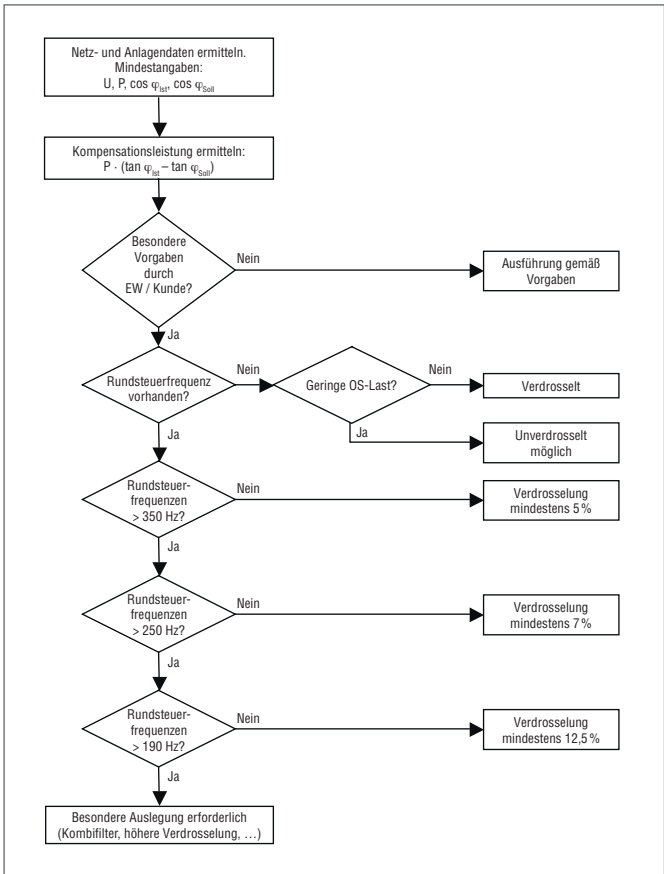 Netz- und Anlagendaten ermitteln.
Mindestangaben:
U, P, cos φIst, cos φSoll
Kompensationsleistung ermitteln:
P · (tan φIst – tan φSoll)
Besondere
Vorgaben
durch
EW / Kunde?
Nein
Ausführung gemäß
Vorgaben
Ja
Rundsteuerfrequenz
vorhanden?
Nein
Geringe OS-Last?
Nein
Verdrosselt
Ja
Unverdrosselt
möglich
Ja
Rundsteuer-
frequenzen
> 350 Hz?
Nein
Verdrosselung
mindestens 5 %
Ja
Rundsteuer-
frequenzen
> 250 Hz?
Nein
Verdrosselung
mindestens 7 %
Ja
Rundsteuer-
frequenzen
> 190 Hz?
Nein
Verdrosselung
mindestens 12,5 %
Ja
Besondere Auslegung erforderlich
(Kombifilter, höhere Verdrosselung, …)